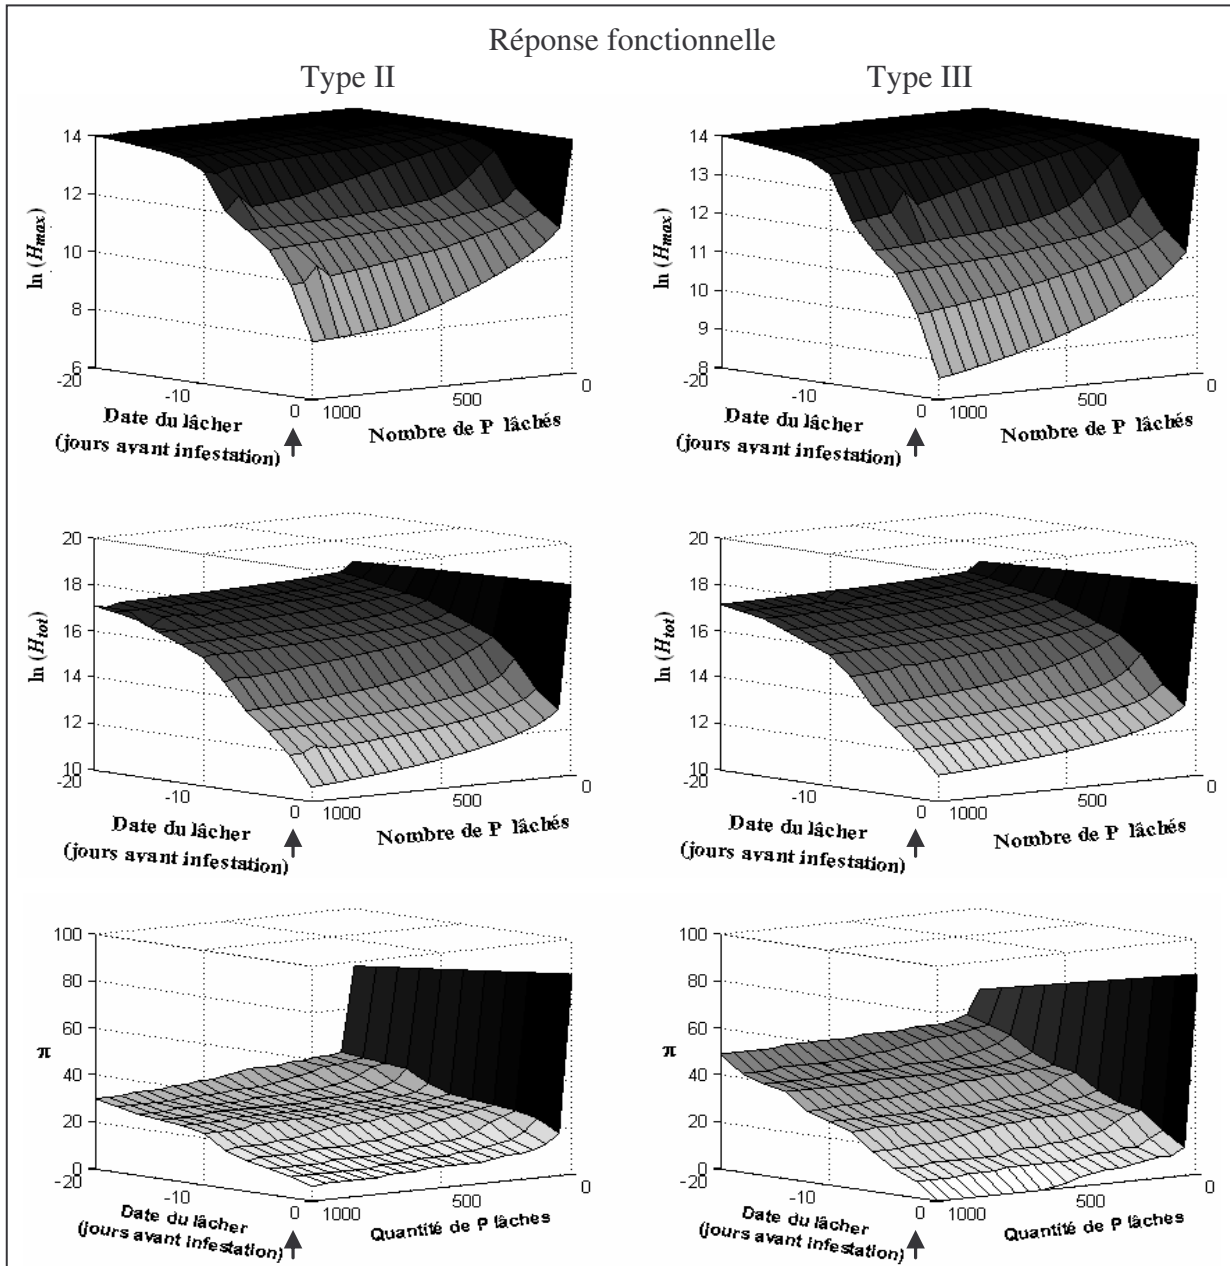 Réponse fonctionnelle
Type II
Type III
14
12
10
8
6
ln (Hmax)
-20
-10
0
Date du lâcher
(jours avant infestation)
1000
500
0
Nombre de P lâchés
14
13
12
11
10
9
8
ln (Hmax)
-20
-10
0
Date du lâcher
(jours avant infestation)
1000
500
0
Nombre de P lâchés
20
18
16
14
12
10
ln (Htot)
-20
-10
0
Date du lâcher
(jours avant infestation)
1000
500
0
Nombre de P lâchés
20
18
16
14
12
10
ln (Htot)
-20
-10
0
Date du lâcher
(jours avant infestation)
1000
500
0
Nombre de P lâchés
100
80
60
40
20
0
π
-20
-10
0
Date du lâcher
(jours avant infestation)
1000
500
0
Quantité de P lâches
100
80
60
40
20
0
π
-20
-10
0
Date du lâcher
(jours avant infestation)
1000
500
0
Quantité de P lâchés